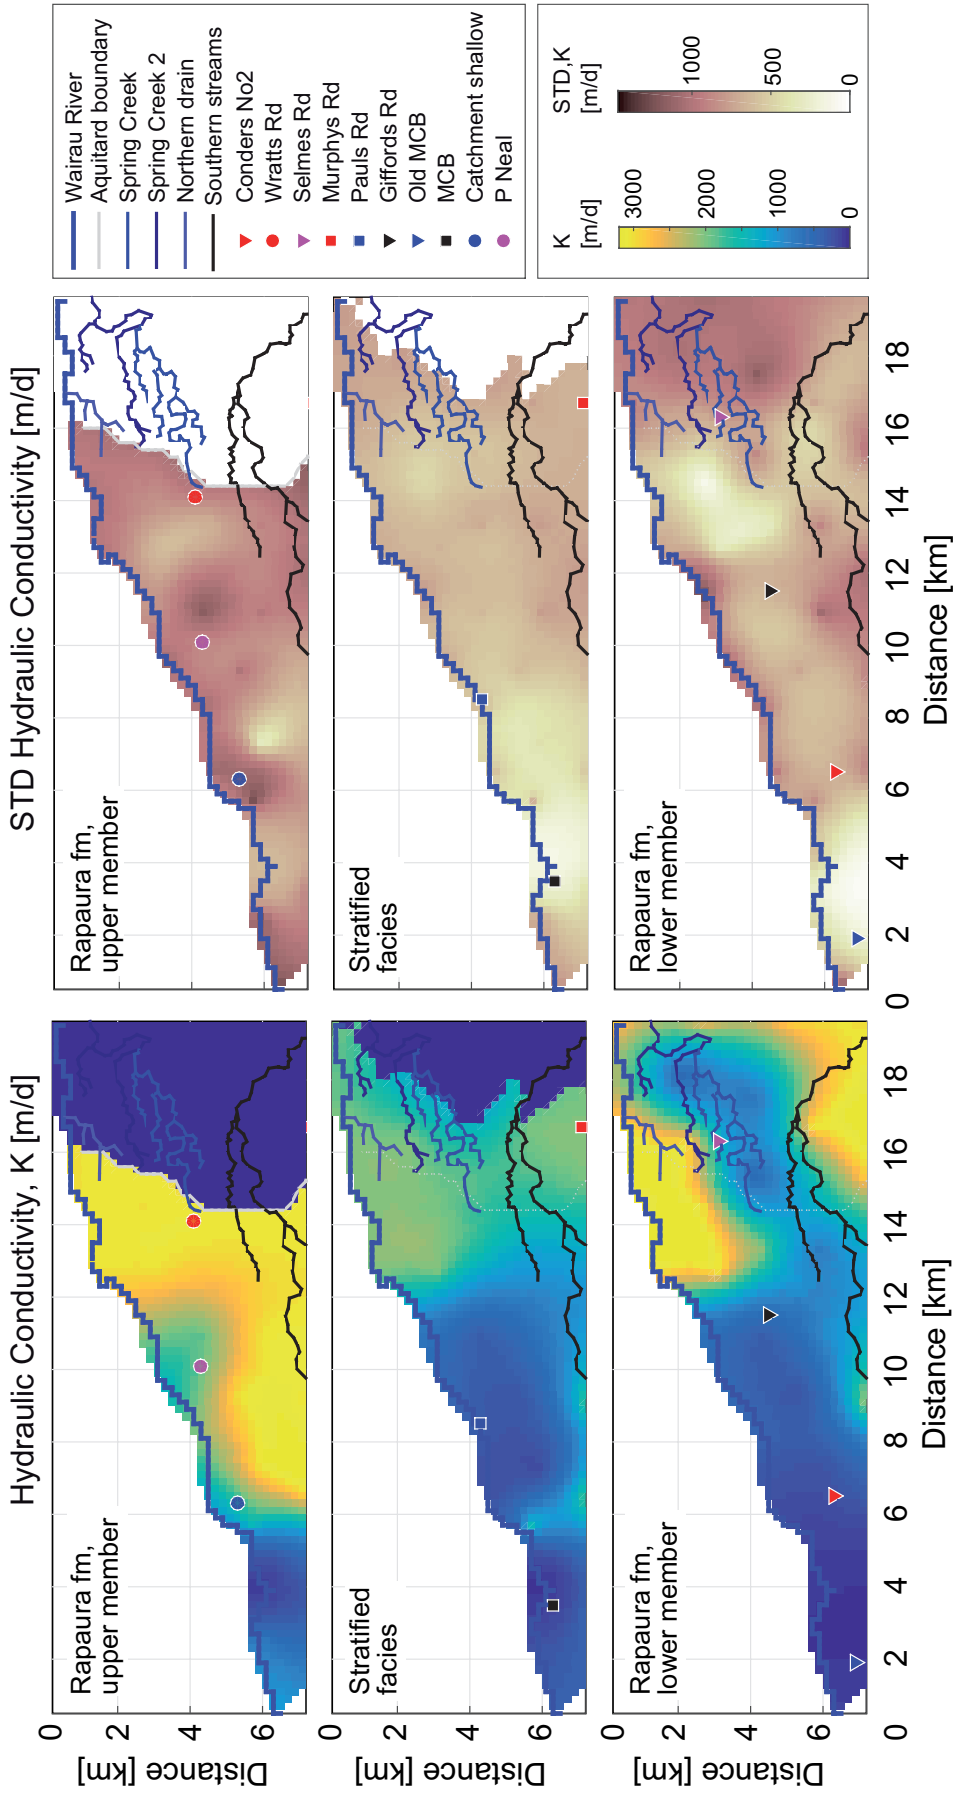 Hydraulic Conductivity, K [m/d]
STD Hydraulic Conductivity [m/d]
Rapaura fm,
upper member
0
2
4
6
Distance [km]
Rapaura fm,
upper member
Stratified
facies
0
2
4
6
Distance [km]
Stratified
facies
Rapaura fm,
lower member
0
2
4
6
Distance [km]
0 2 4 6 8 10 12 14 16 18
Distance [km]
Rapaura fm,
lower member
0 2 4 6 8 10 12 14 16 18
Distance [km]
Wairau River
Aquitard boundary
Spring Creek
Spring Creek 2
Northern drain
Southern streams
Conders No2
Wratts Rd
Selmes Rd
Murphys Rd
Pauls Rd
Giffords Rd
Old MCB
MCB
Catchment shallow
P Neal
K
[m/d]
3000
2000
1000
0
STD,K
[m/d]
1000
500
0